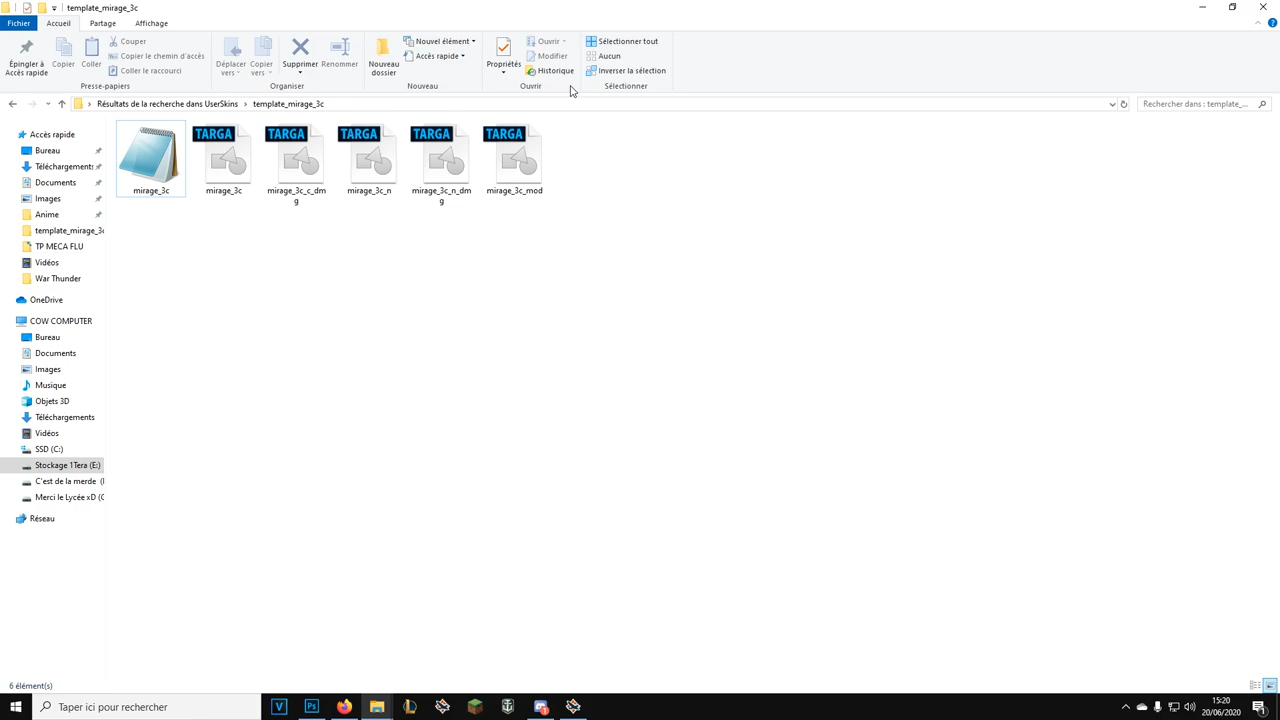 template_mirage_3c
Fichier
Accueil
Partage
Affichage
Épingler à
Accès rapide
Copier
Coller
Couper
Copier le chemin d'accès
Coller le raccourci
Presse-papiers
Déplacer
vers
Copier
vers
Supprimer
Renommer
Organiser
Nouveau
dossier
Nouvel élément
Accès rapide
Nouveau
Propriétés
Ouvrir
Modifier
Historique
Ouvrir
Sélectionner tout
Aucun
Inverser la sélection
Sélectionner
Résultats de la recherche dans UserSkins > template_mirage_3c
Rechercher dans : template_...
Accès rapide
Bureau
Téléchargements
Documents
Images
Anime
template_mirage_3c
TP MECA FLU
Vidéos
War Thunder
OneDrive
COW COMPUTER
Bureau
Documents
Images
Musique
Objets 3D
Téléchargements
Vidéos
SSD (C:)
Stockage 1Tera (E:)
C'est de la merde (
Merci le Lycée xD (
Réseau
TARGA
TARGA
TARGA
TARGA
TARGA
mirage_3c
mirage_3c
mirage_3c_c_dm
g
mirage_3c_n
mirage_3c_n_dm
g
mirage_3c_mod
6 élément(s)
Taper ici pour rechercher
V
Ps
15:20
20/06/2020
1